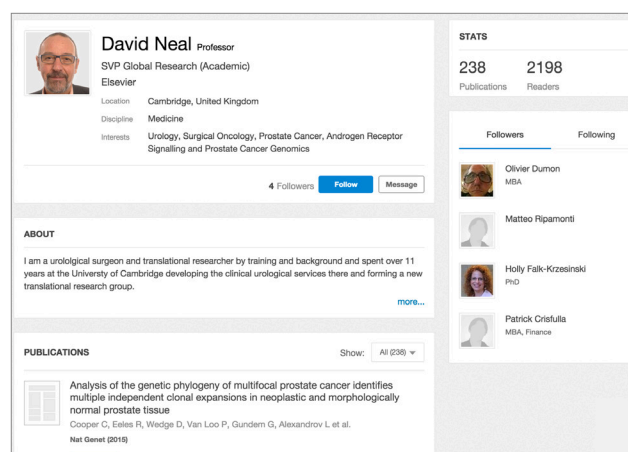 David Neal Professor
SVP Global Research (Academic)
Elsevier
Location Cambridge, United Kingdom
Discipline Medicine
Interests Urology, Surgical Oncology, Prostate Cancer, Androgen Receptor
Signalling and Prostate Cancer Genomics
4 Followers Follow Message
ABOUT
I am a urololgical surgeon and translational researcher by training and background and spent over 11
years at the Universty of Cambridge developing the clinical urological services there and forming a new
translational research group.
more...
PUBLICATIONS Show: All (238)
Analysis of the genetic phylogeny of multifocal prostate cancer identifies
multiple independent clonal expansions in neoplastic and morphologically
normal prostate tissue
Cooper C, Eeles R, Wedge D, Van Loo P, Gundem G, Alexandrov L et al.
Nat Genet (2015)
STATS
238 2198
Publications Readers
Followers Following
Olivier Dumon
MBA
Matteo Ripamonti
Holly Falk-Krzesinski
PhD
Patrick Crisfulla
MBA, Finance